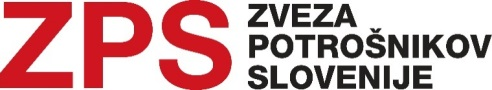 ZPS
ZVEZA
POTROŠNIKOV
SLOVENIJE